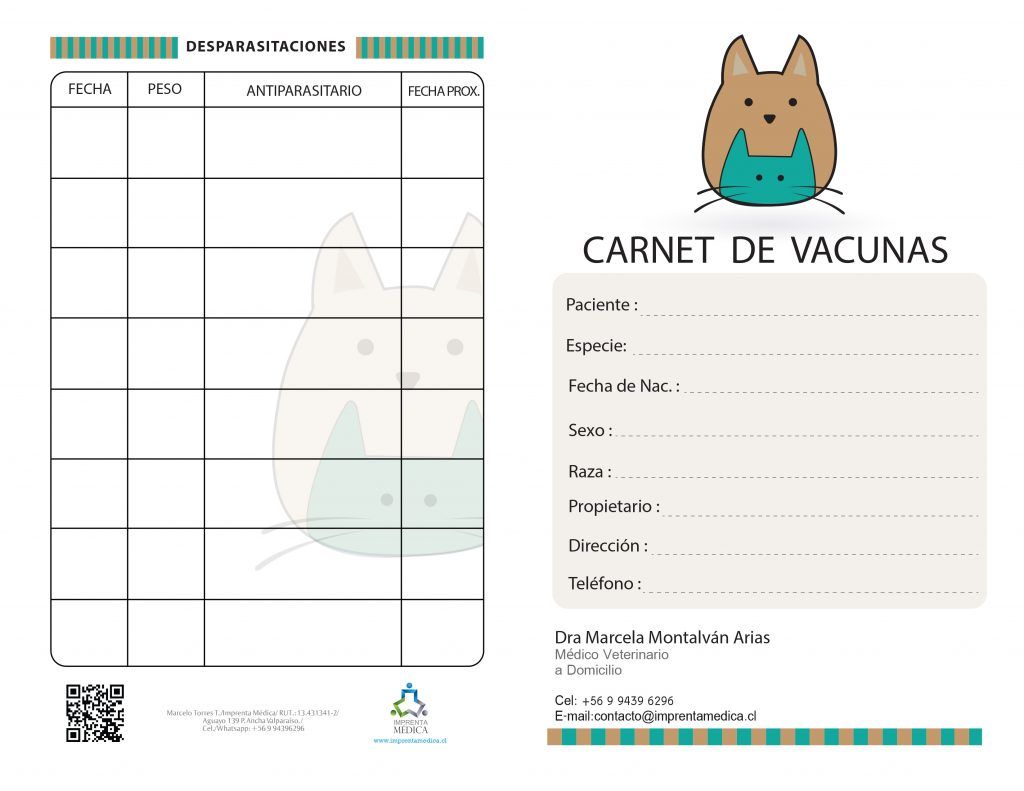 DESPARASITACIONES
FECHA PESO ANTIPARASITARIO FECHA PROX.
Marcelo Torres T./Imprenta Médica/ RUT.: 13.431341-2/
Aguayo 139 P. Ancha Valparaíso. /
Cel./Whatsapp: +56 9 94396296
IMPRENTA
MÉDICA
www.imprentamedica.cl
CARNET DE VACUNAS
Paciente :
Especie:
Fecha de Nac. :
Sexo :
Raza :
Propietario :
Dirección :
Teléfono :
Dra Marcela Montalván Arias
Médico Veterinario
a Domicilio
Cel: +56 9 9439 6296
E-mail:contacto@imprentamedica.cl